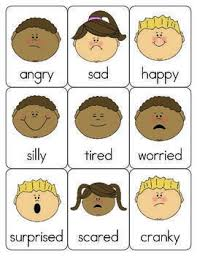 angry sad happy
silly tired worried
surprised scared cranky